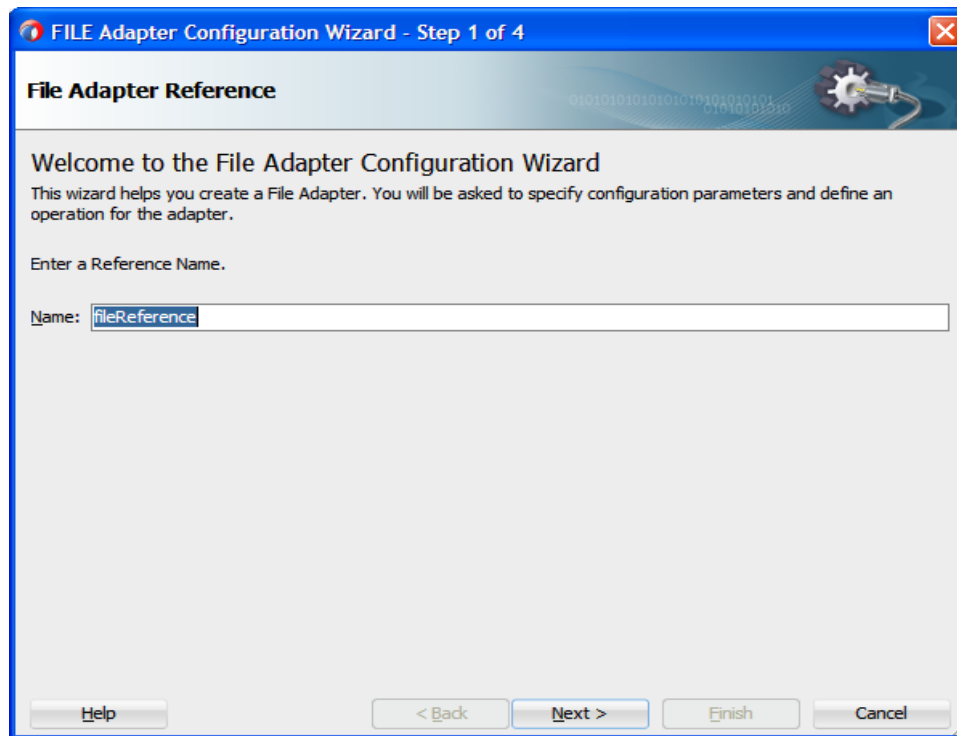 FILE Adapter Configuration Wizard - Step 1 of 4
File Adapter Reference
Welcome to the File Adapter Configuration Wizard
This wizard helps you create a File Adapter. You will be asked to specify configuration parameters and define an
operation for the adapter.
Enter a Reference Name.
Name: fileReference
Help < Back Next > Finish Cancel